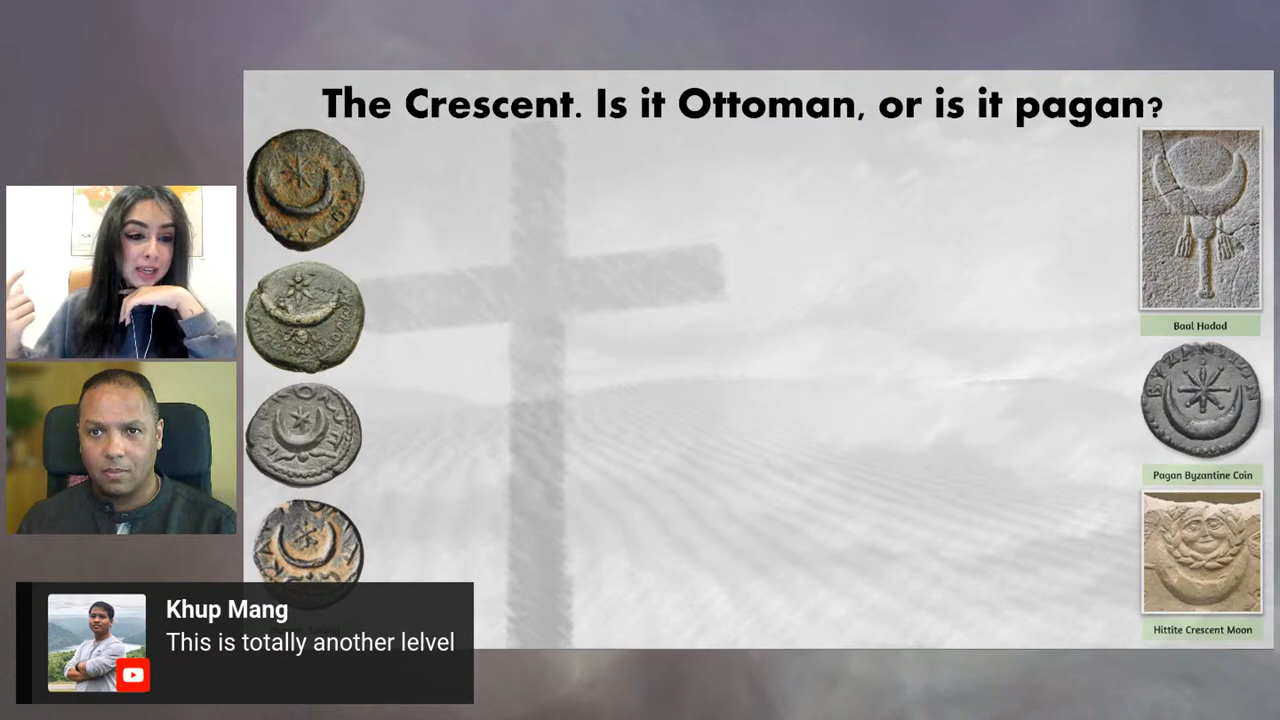 The Crescent. Is it Ottoman, or is it pagan?
Baal Hadad
BYZANTION
Pagan Byzantine Coin
Hittite Crescent Moon
Khup Mang
This is totally another lelvel